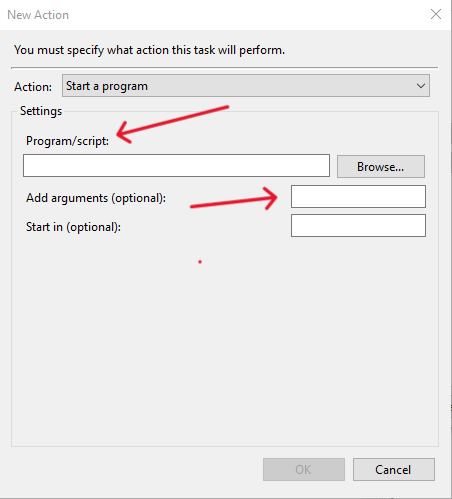 New Action
You must specify what action this task will perform.
Action: Start a program
Settings
Program/script:
Browse...
Add arguments (optional):
Start in (optional):
OK Cancel